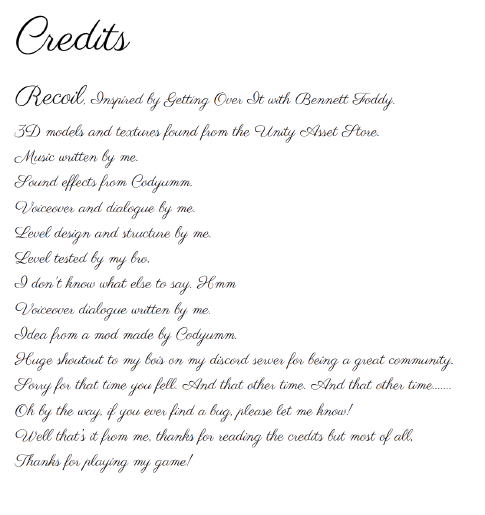 Credits
Recoil. Inspired by Getting Over It with Bennett Foddy.
3D models and textures found from the Unity Asset Store.
Music written by me.
Sound effects from Codyumm.
Voiceover and dialogue by me.
Level design and structure by me.
Level tested by my bro.
I don't know what else to say. Hmm
Voiceover dialogue written by me.
Idea from a mod made by Codyumm.
Huge shoutout to my bois on my discord server for being a great community.
Sorry for that time you fell. And that other time. And that other time.......
Oh by the way, if you ever find a bug, please let me know!
Well that's it from me, thanks for reading the credits but most of all,
Thanks for playing my game!